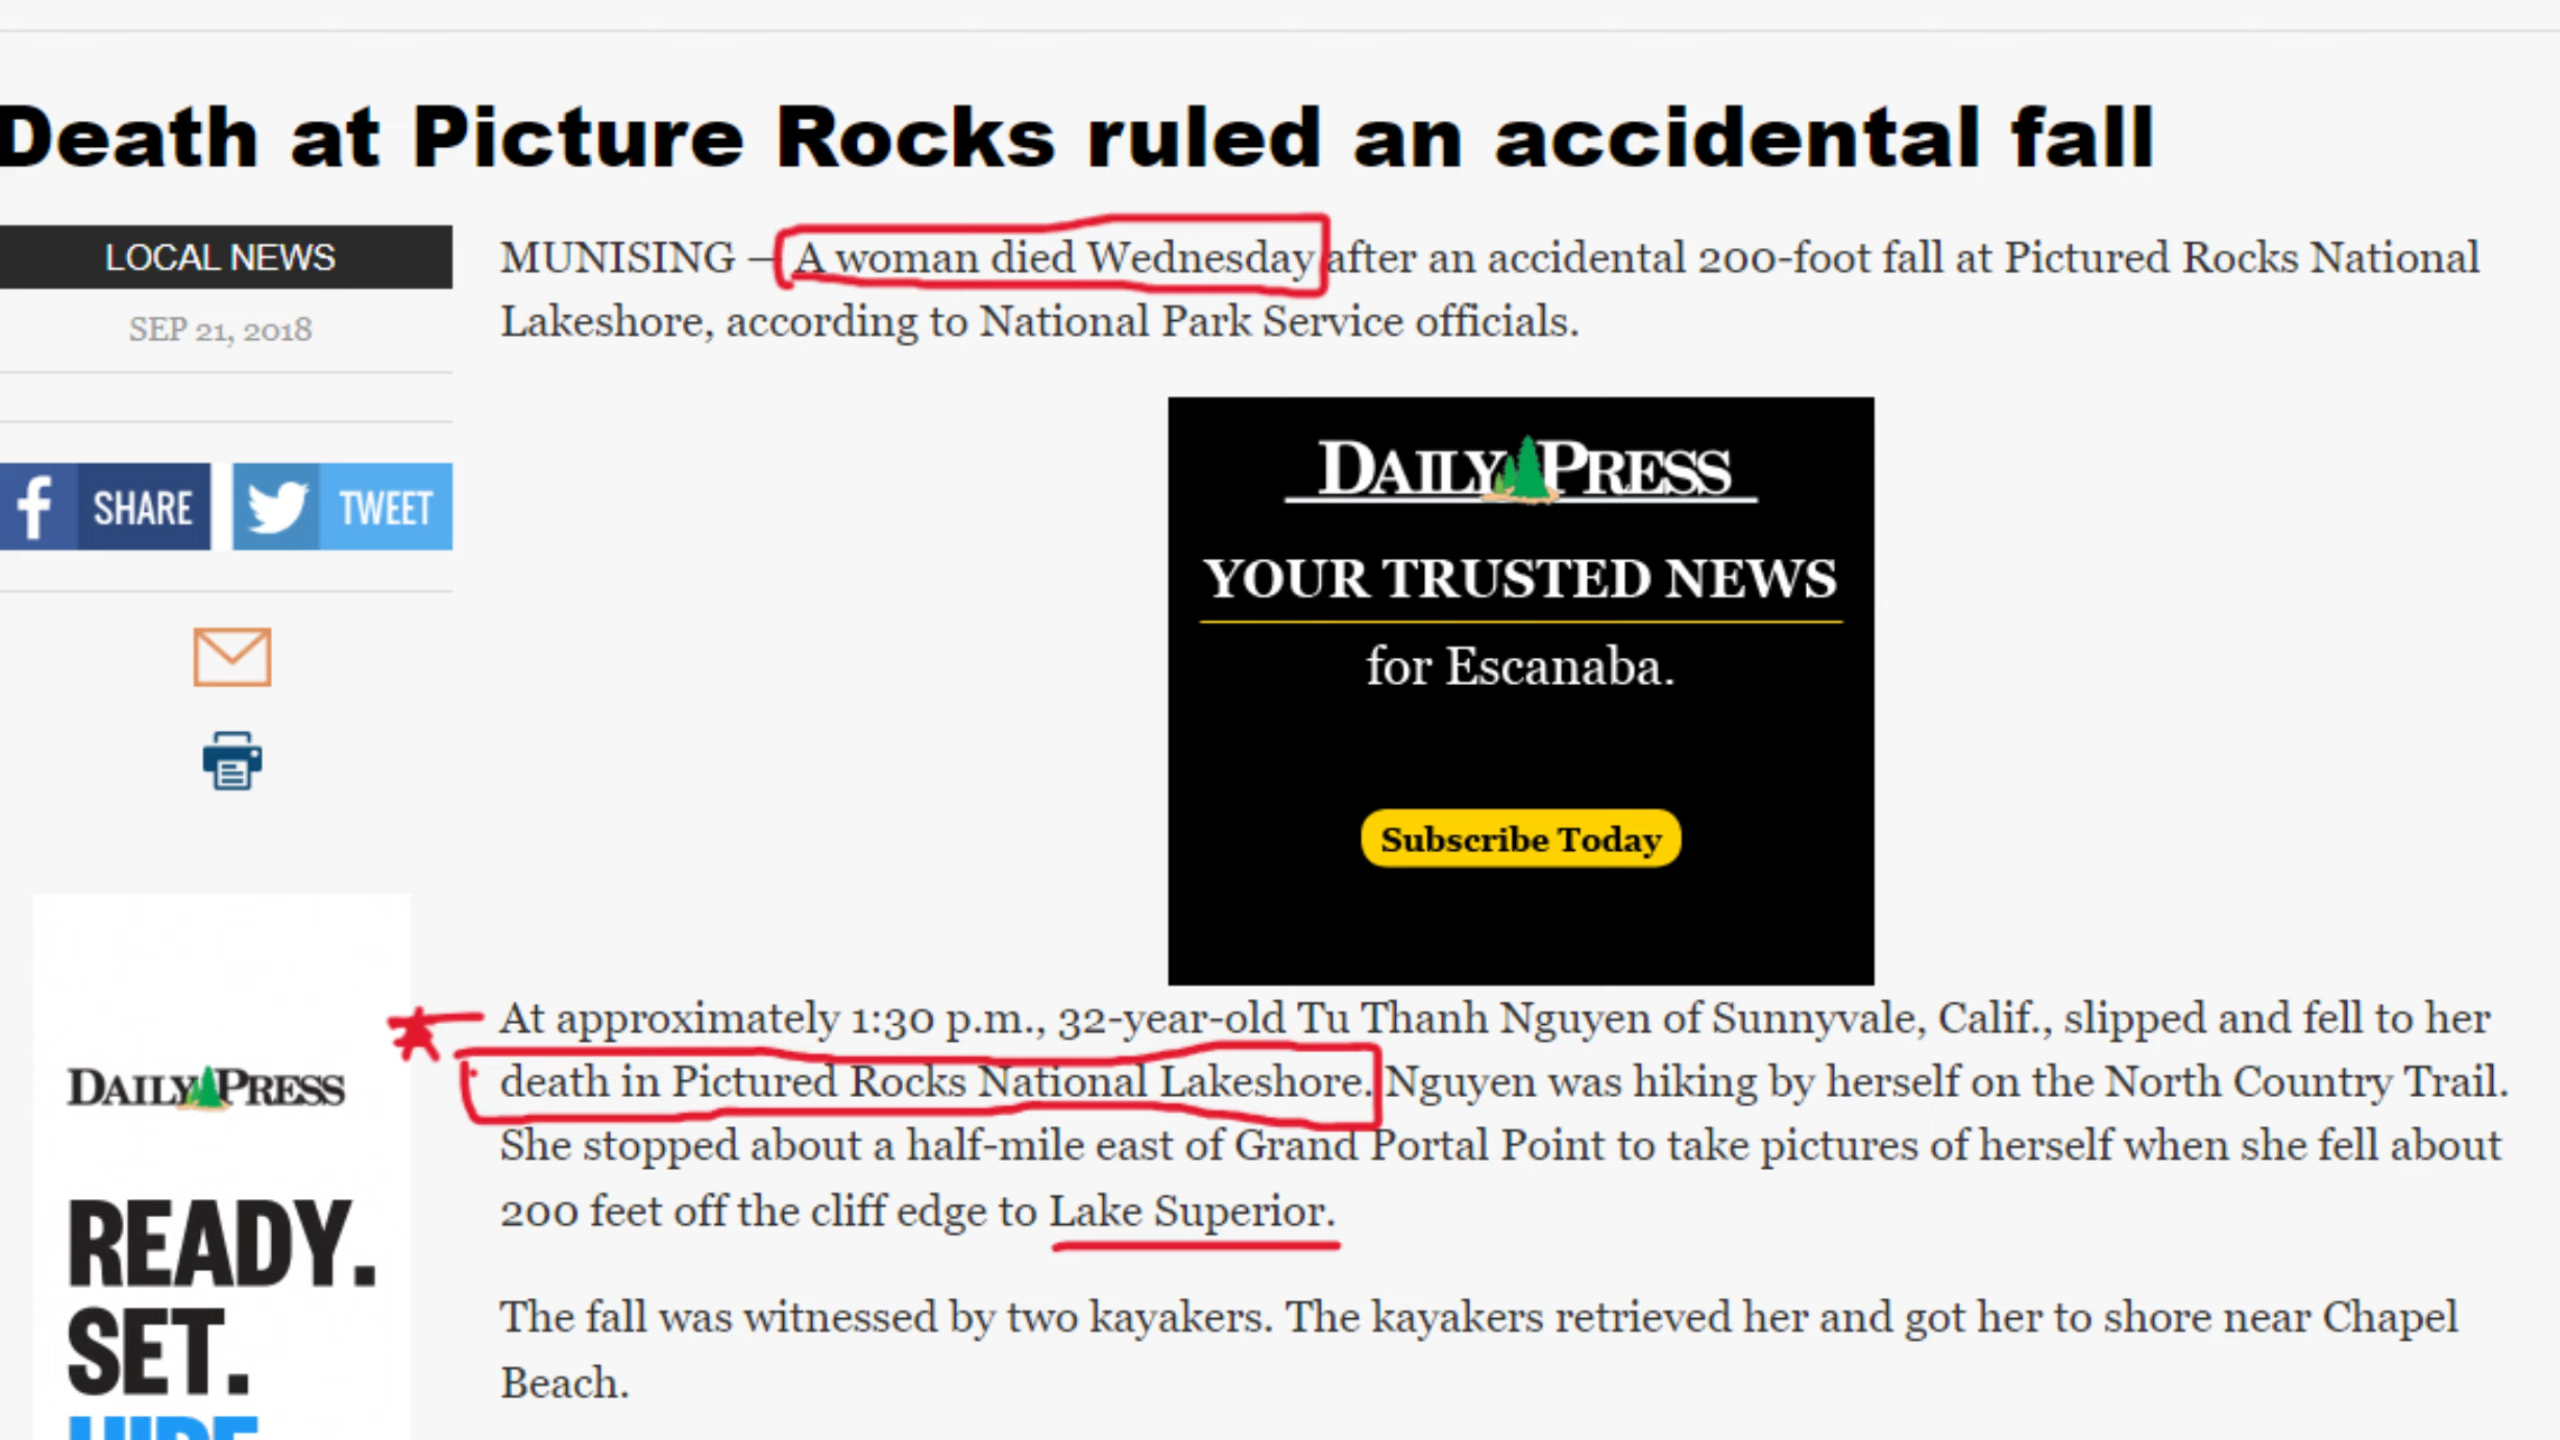 Death at Picture Rocks ruled an accidental fall
LOCAL NEWS
SEP 21, 2018
SHARE
TWEET
MUNISING — A woman died Wednesday after an accidental 200-foot fall at Pictured Rocks National
Lakeshore, according to National Park Service officials.
DAILY PRESS
YOUR TRUSTED NEWS
for Escanaba.
Subscribe Today
At approximately 1:30 p.m., 32-year-old Tu Thanh Nguyen of Sunnyvale, Calif., slipped and fell to her
death in Pictured Rocks National Lakeshore. Nguyen was hiking by herself on the North Country Trail.
She stopped about a half-mile east of Grand Portal Point to take pictures of herself when she fell about
200 feet off the cliff edge to Lake Superior.
The fall was witnessed by two kayakers. The kayakers retrieved her and got her to shore near Chapel
Beach.
DAILY PRESS
READY.
SET.